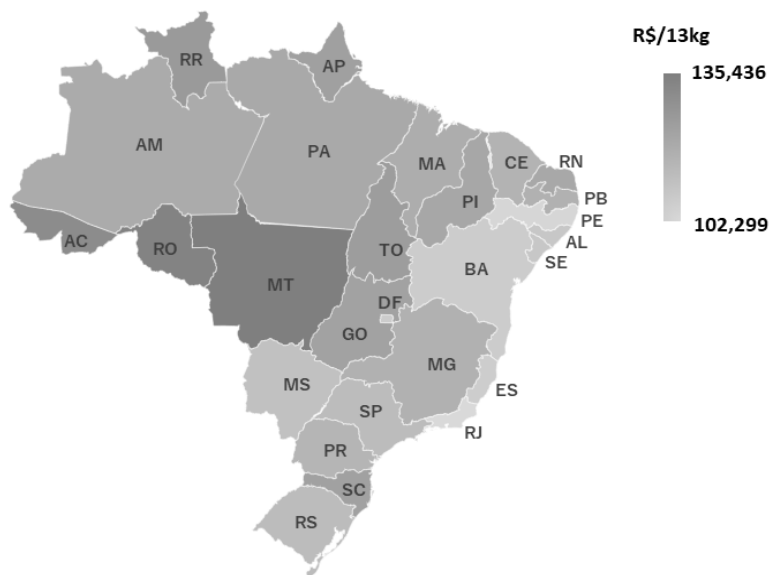 R$/13kg
135,436
102,299
RR
AP
AM
PA
MA
CE
RN
PI
PB
PE
AC
RO
TO
AL
SE
BA
MT
DF
GO
MG
MS
ES
SP
RJ
PR
SC
RS